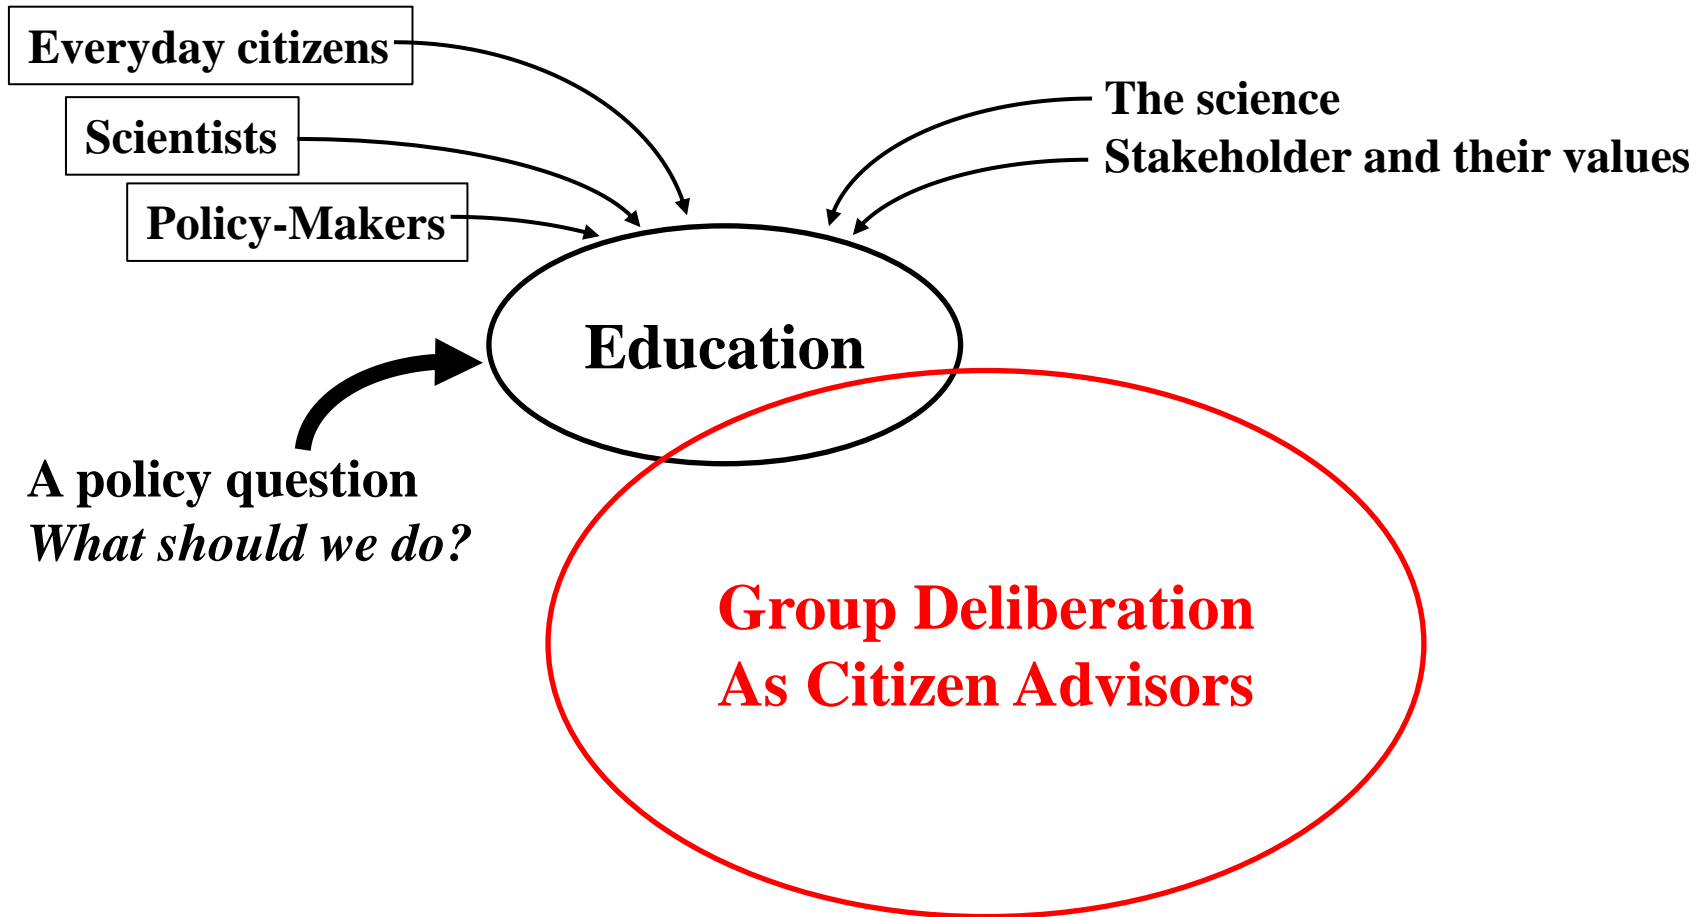 Everyday citizens
Scientists
Policy-Makers
The science
Stakeholder and their values
Education
A policy question
What should we do?
Group Deliberation
As Citizen Advisors